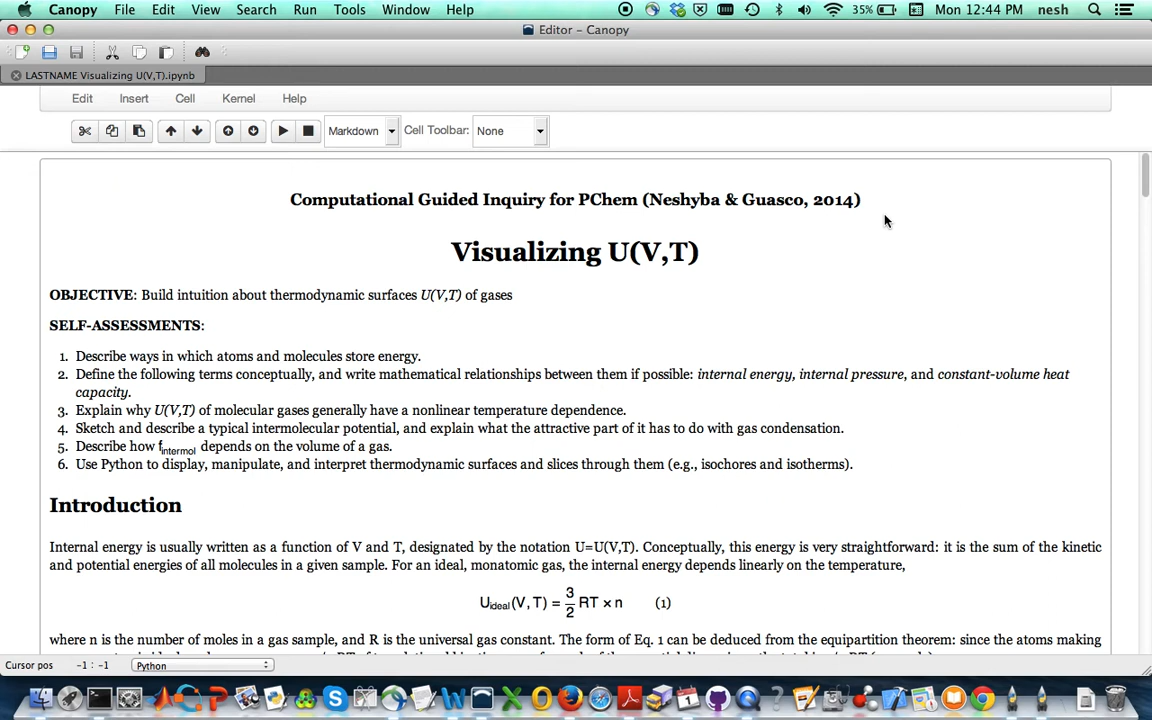 Canopy File Edit View Search Run Tools Window Help 35% Mon 12:44 PM nesh
Editor – Canopy
LASTNAME Visualizing U(V,T).ipynb
Edit Insert Cell Kernel Help
Markdown Cell Toolbar: None
Computational Guided Inquiry for PChem (Neshyba & Guasco, 2014)
Visualizing U(V,T)
OBJECTIVE: Build intuition about thermodynamic surfaces U(V,T) of gases
SELF-ASSESSMENTS:
1. Describe ways in which atoms and molecules store energy.
2. Define the following terms conceptually, and write mathematical relationships between them if possible: internal energy, internal pressure, and constant-volume heat
capacity.
3. Explain why U(V,T) of molecular gases generally have a nonlinear temperature dependence.
4. Sketch and describe a typical intermolecular potential, and explain what the attractive part of it has to do with gas condensation.
5. Describe how fintermol depends on the volume of a gas.
6. Use Python to display, manipulate, and interpret thermodynamic surfaces and slices through them (e.g., isochores and isotherms).
Introduction
Internal energy is usually written as a function of V and T, designated by the notation U=U(V,T). Conceptually, this energy is very straightforward: it is the sum of the kinetic
and potential energies of all molecules in a given sample. For an ideal, monatomic gas, the internal energy depends linearly on the temperature,
Uideal(V, T) = 3/2 RT × n (1)
where n is the number of moles in a gas sample, and R is the universal gas constant. The form of Eq. 1 can be deduced from the equipartition theorem: since the atoms making
Cursor pos -1 : -1 Python